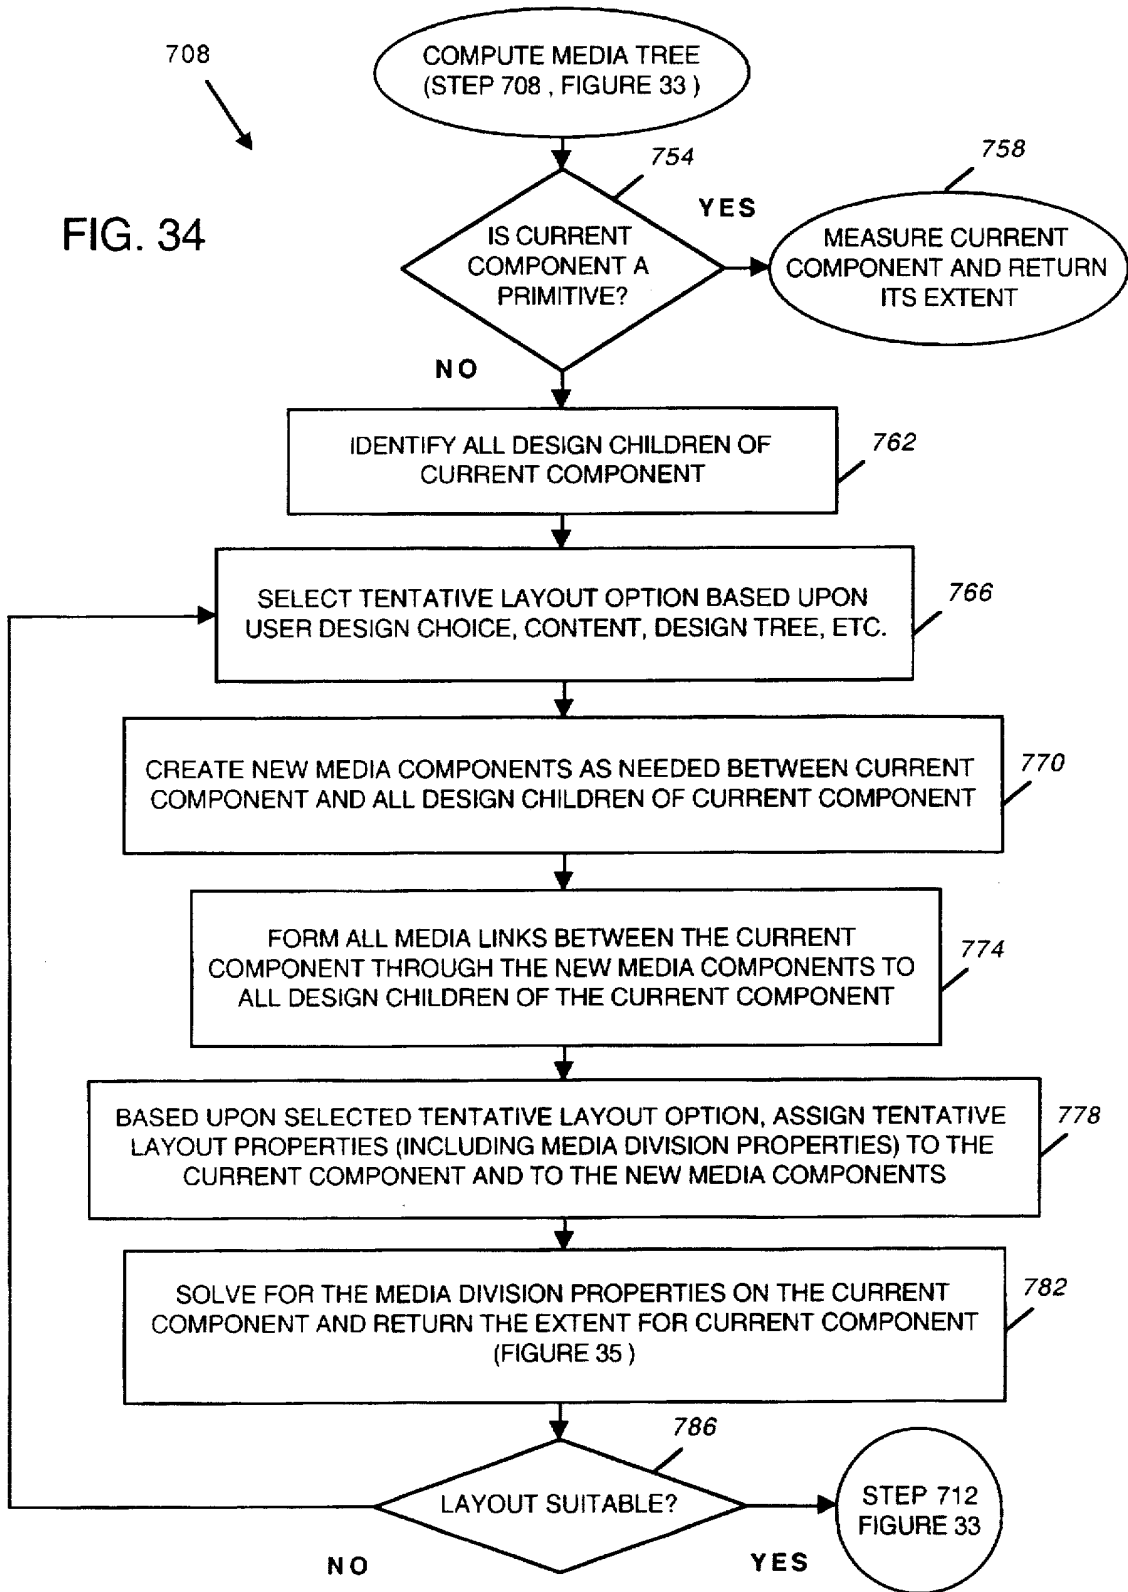 708
COMPUTE MEDIA TREE
(STEP 708 , FIGURE 33 )
FIG. 34
754
IS CURRENT
COMPONENT A
PRIMITIVE?
YES
758
MEASURE CURRENT
COMPONENT AND RETURN
ITS EXTENT
NO
IDENTIFY ALL DESIGN CHILDREN OF
CURRENT COMPONENT
762
SELECT TENTATIVE LAYOUT OPTION BASED UPON
USER DESIGN CHOICE, CONTENT, DESIGN TREE, ETC.
766
CREATE NEW MEDIA COMPONENTS AS NEEDED BETWEEN CURRENT
COMPONENT AND ALL DESIGN CHILDREN OF CURRENT COMPONENT
770
FORM ALL MEDIA LINKS BETWEEN THE CURRENT
COMPONENT THROUGH THE NEW MEDIA COMPONENTS TO
ALL DESIGN CHILDREN OF THE CURRENT COMPONENT
774
BASED UPON SELECTED TENTATIVE LAYOUT OPTION, ASSIGN TENTATIVE
LAYOUT PROPERTIES (INCLUDING MEDIA DIVISION PROPERTIES) TO THE
CURRENT COMPONENT AND TO THE NEW MEDIA COMPONENTS
778
SOLVE FOR THE MEDIA DIVISION PROPERTIES ON THE CURRENT
COMPONENT AND RETURN THE EXTENT FOR CURRENT COMPONENT
(FIGURE 35 )
782
786
LAYOUT SUITABLE?
NO
YES
STEP 712
FIGURE 33